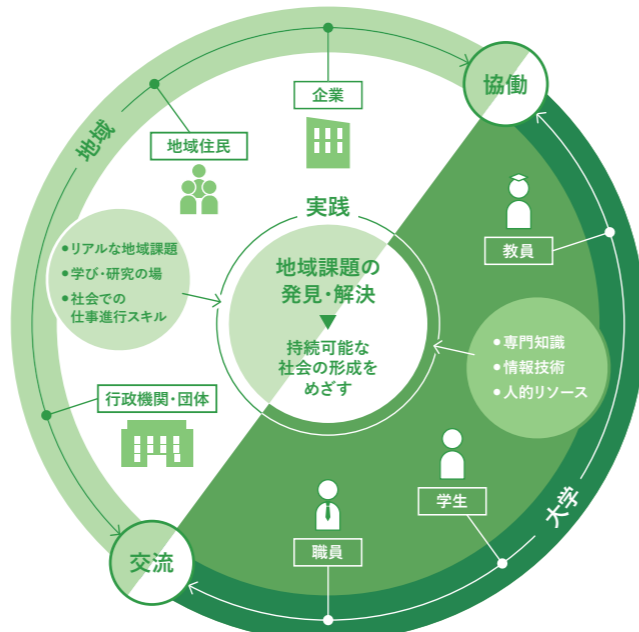 協働
企業
地域
地域住民
実践
教員
●リアルな地域課題
●学び・研究の場
●社会での
仕事進行スキル
地域課題の
発見・解決
▼
持続可能な
社会の形成を
めざす
●専門知識
●情報技術
●人的リソース
行政機関・団体
学生
大学
職員
交流